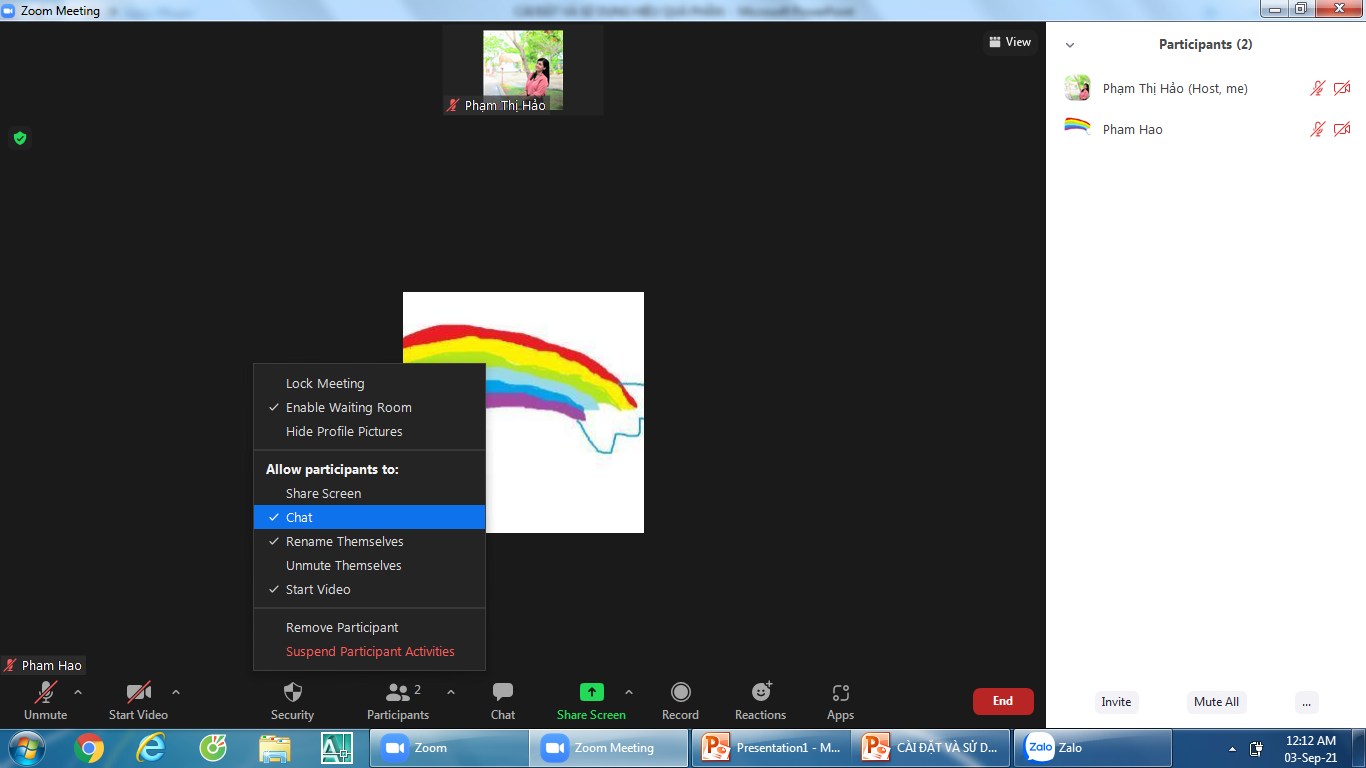 Zoom Meeting
Phạm Thị Hảo
View
Participants (2)
Phạm Thị Hảo (Host, me)
Pham Hao
Lock Meeting
Enable Waiting Room
Hide Profile Pictures
Allow participants to:
Share Screen
Chat
Rename Themselves
Unmute Themselves
Start Video
Remove Participant
Suspend Participant Activities
Pham Hao
Unmute
Start Video
Security
2
Participants
Chat
Share Screen
Record
Reactions
Apps
End
Invite
Mute All
...
Zoom
Zoom Meeting
Presentation1 - M...
CÀI ĐẶT VÀ SỬ D...
Zalo
Zalo
12:12 AM
03-Sep-21